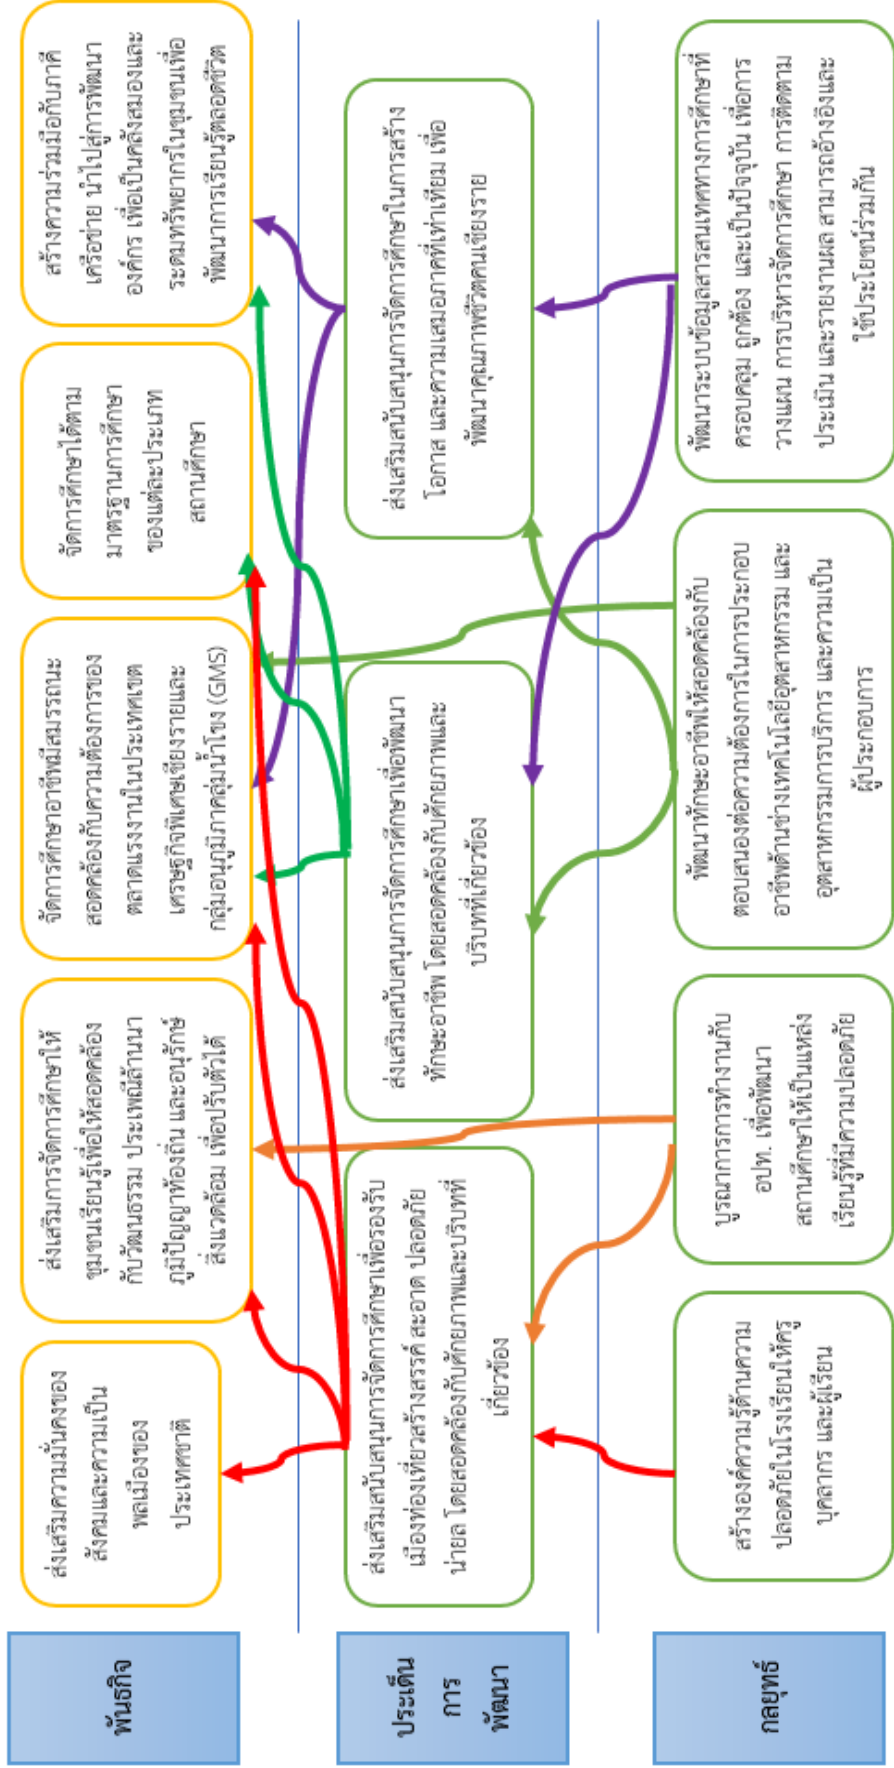 พันธกิจ
ส่งเสริมความมั่นคงของ
สังคมและความเป็น
พลเมืองของ
ประเทศชาติ
ส่งเสริมการจัดการศึกษาให้
ชุมชนเรียนรู้เพื่อให้สอดคล้อง
กับวัฒนธรรม ประเพณีล้านนา
ภูมิปัญญาท้องถิ่น และอนุรักษ์
สิ่งแวดล้อม เพื่อปรับตัวได้
จัดการศึกษาอาชีพมีสมรรถนะ
สอดคล้องกับความต้องการของ
ตลาดแรงงานในประเทศเขต
เศรษฐกิจพิเศษเชียงรายและ
กลุ่มอนุภูมิภาคลุ่มน้ำโขง (GMS)
จัดการศึกษาได้ตาม
มาตรฐานการศึกษา
ของแต่ละประเภท
สถานศึกษา
สร้างความร่วมมือกับภาคี
เครือข่าย นำไปสู่การพัฒนา
องค์กร เพื่อเป็นคลังสมองและ
ระดมทรัพยากรในชุมชนเพื่อ
พัฒนาการเรียนรู้ตลอดชีวิต
ประเด็น
การ
พัฒนา
ส่งเสริมสนับสนุนการจัดการศึกษาเพื่อรองรับ
เมืองท่องเที่ยวสร้างสรรค์ สะอาด ปลอดภัย
น่ายล โดยสอดคล้องกับศักยภาพและบริบทที่
เกี่ยวข้อง
ส่งเสริมสนับสนุนการจัดการศึกษาเพื่อพัฒนา
ทักษะอาชีพ โดยสอดคล้องกับศักยภาพและ
บริบทที่เกี่ยวข้อง
ส่งเสริมสนับสนุนการจัดการศึกษาในการสร้าง
โอกาส และความเสมอภาคที่เท่าเทียม เพื่อ
พัฒนาคุณภาพชีวิตคนเชียงราย
กลยุทธ์
สร้างองค์ความรู้ด้านความ
ปลอดภัยในโรงเรียนให้ครู
บุคลากร และผู้เรียน
บูรณาการการทำงานกับ
อปท. เพื่อพัฒนา
สถานศึกษาให้เป็นแหล่ง
เรียนรู้ที่มีความปลอดภัย
พัฒนาทักษะอาชีพให้สอดคล้องกับ
ตอบสนองต่อความต้องการในการประกอบ
อาชีพด้านช่างเทคโนโลยีอุตสาหกรรม และ
อุตสาหกรรมการบริการ และความเป็น
ผู้ประกอบการ
พัฒนาระบบข้อมูลสารสนเทศทางการศึกษาที่
ครอบคลุม ถูกต้อง และเป็นปัจจุบัน เพื่อการ
วางแผน การบริหารจัดการศึกษา การติดตาม
ประเมิน และรายงานผล สามารถอ้างอิงและ
ใช้ประโยชน์ร่วมกัน